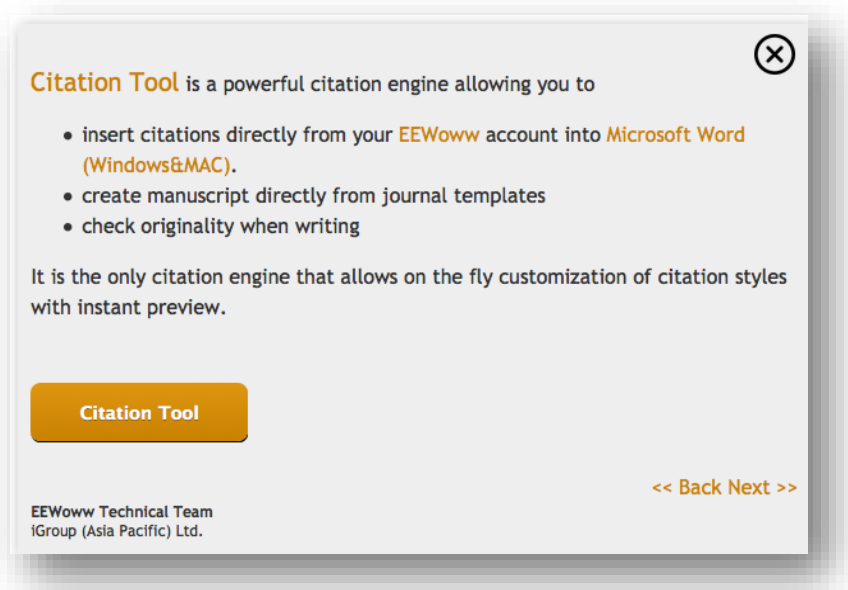 Citation Tool is a powerful citation engine allowing you to
• insert citations directly from your EEWoww account into Microsoft Word
(Windows&MAC).
• create manuscript directly from journal templates
• check originality when writing
It is the only citation engine that allows on the fly customization of citation styles
with instant preview.
Citation Tool
<< Back Next >>
EEWoww Technical Team
iGroup (Asia Pacific) Ltd.